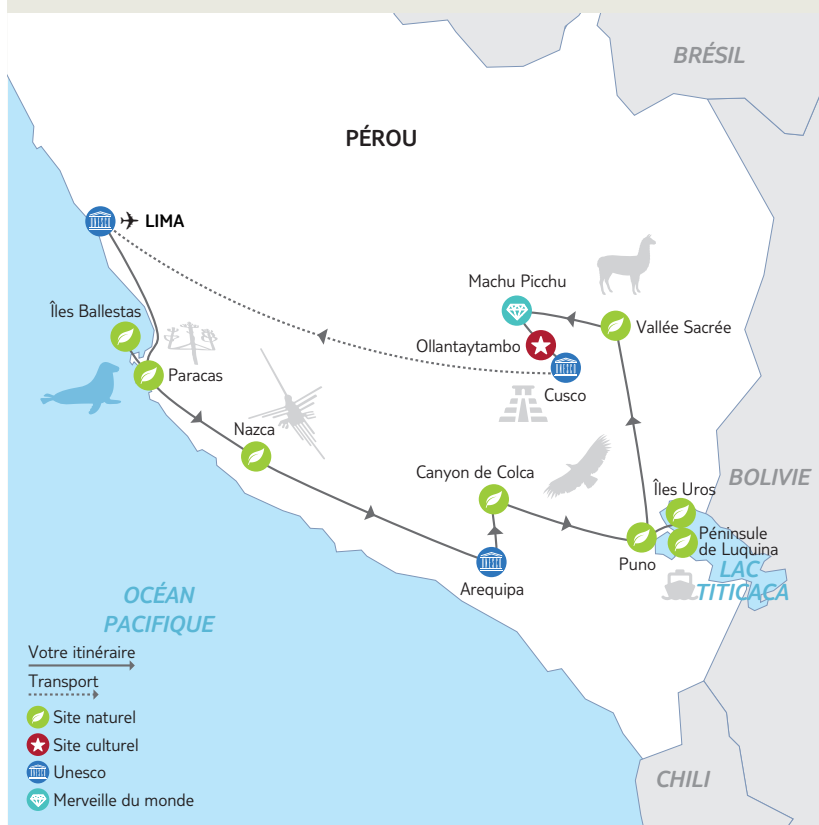 BRÉSIL
PÉROU
LIMA
Machu Picchu
Îles Ballestas
Vallée Sacrée
Ollantaytambo
Paracas
Cusco
Nazca
Canyon de Colca
BOLIVIE
Îles Uros
Péninsule
de Luquina
Puno
LAC
TITICACA
Arequipa
OCÉAN
PACIFIQUE
Votre itinéraire
Transport
Site naturel
Site culturel
Unesco
Merveille du monde
CHILI